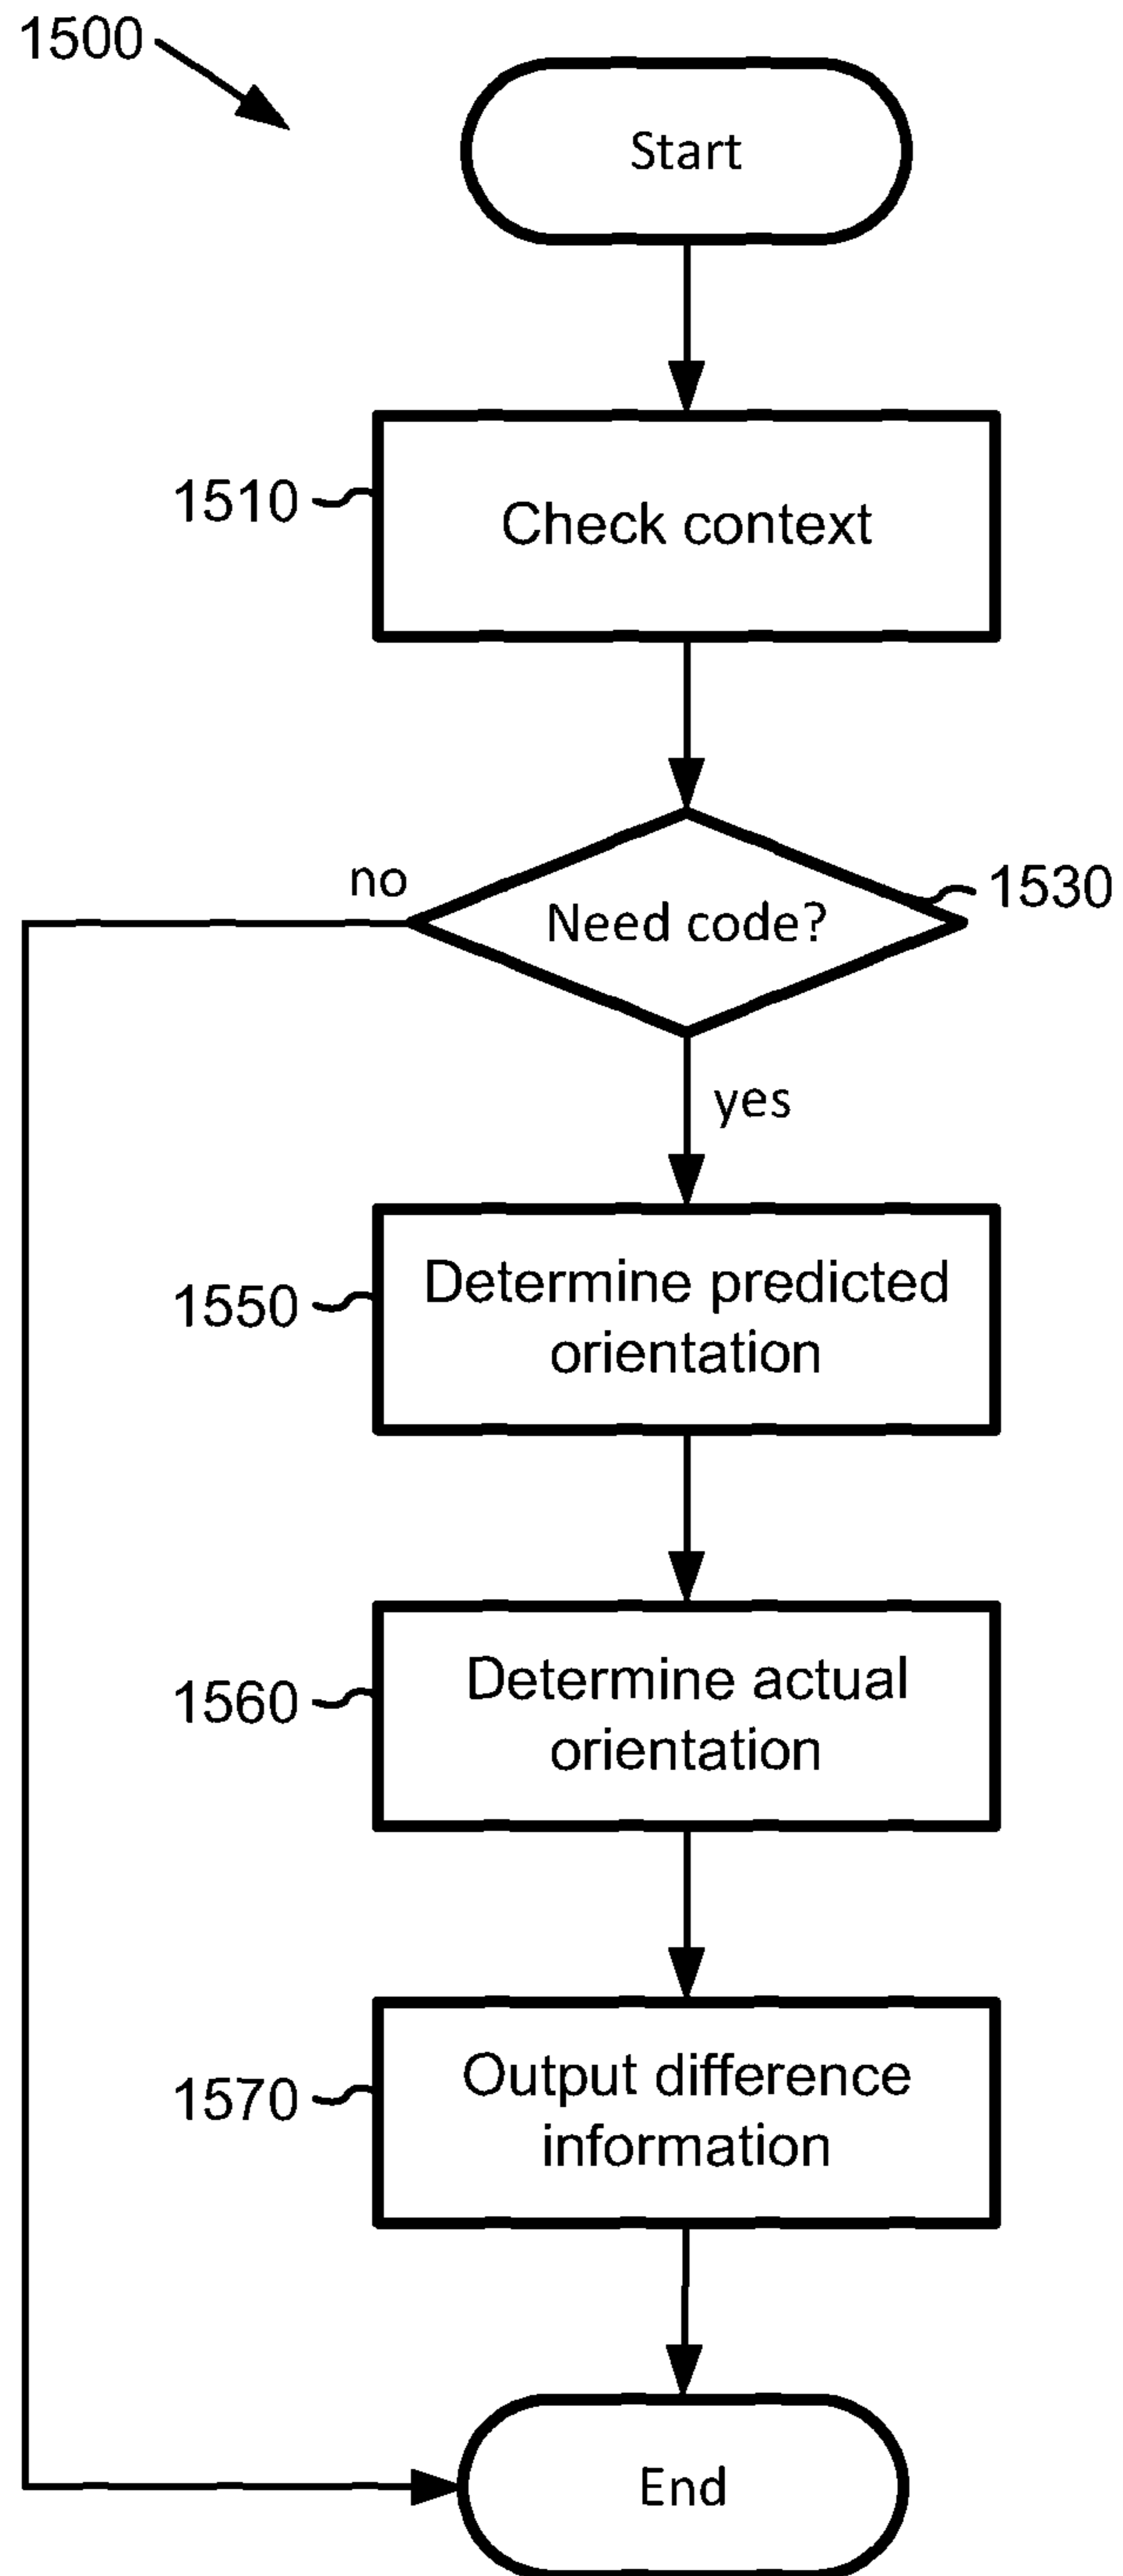 1500
Start
1510
Check context
no
1530
Need code?
yes
1550
Determine predicted
orientation
1560
Determine actual
orientation
1570
Output difference
information
End